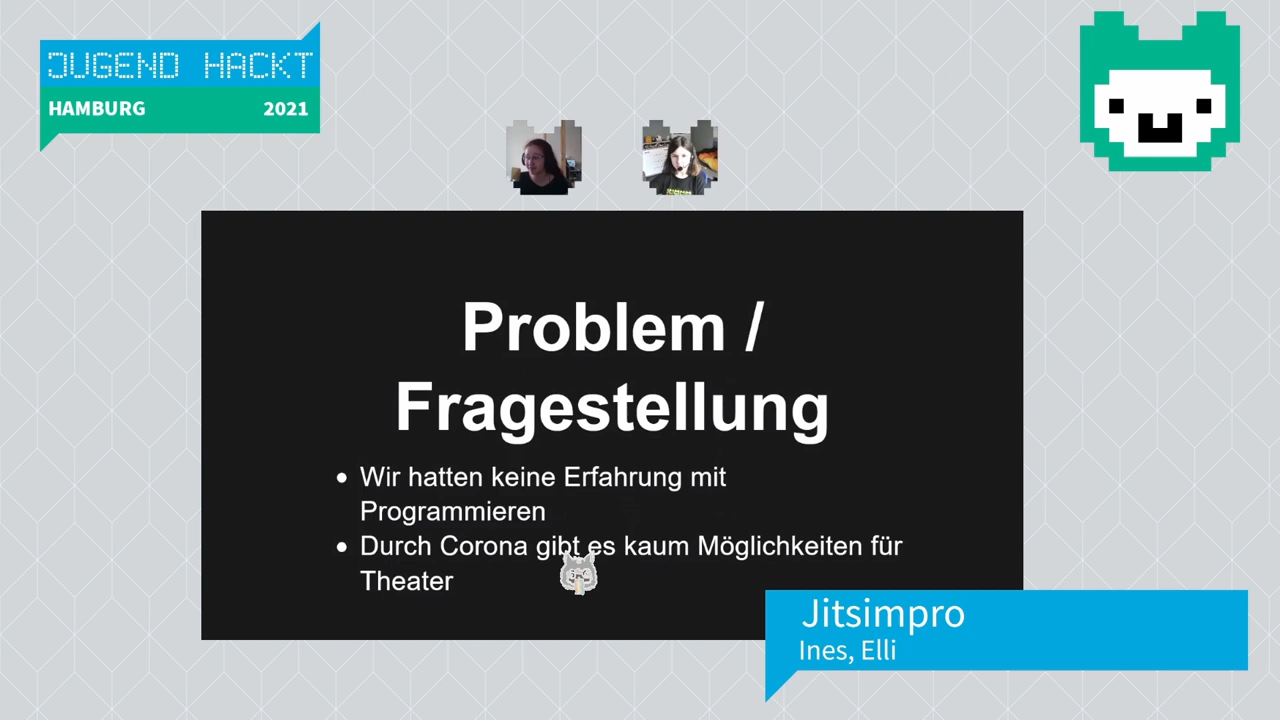 JUGEND HACKT
HAMBURG 2021
Problem /
Fragestellung
• Wir hatten keine Erfahrung mit
Programmieren
• Durch Corona gibt es kaum Möglichkeiten für
Theater
Jitsimpro
Ines, Elli